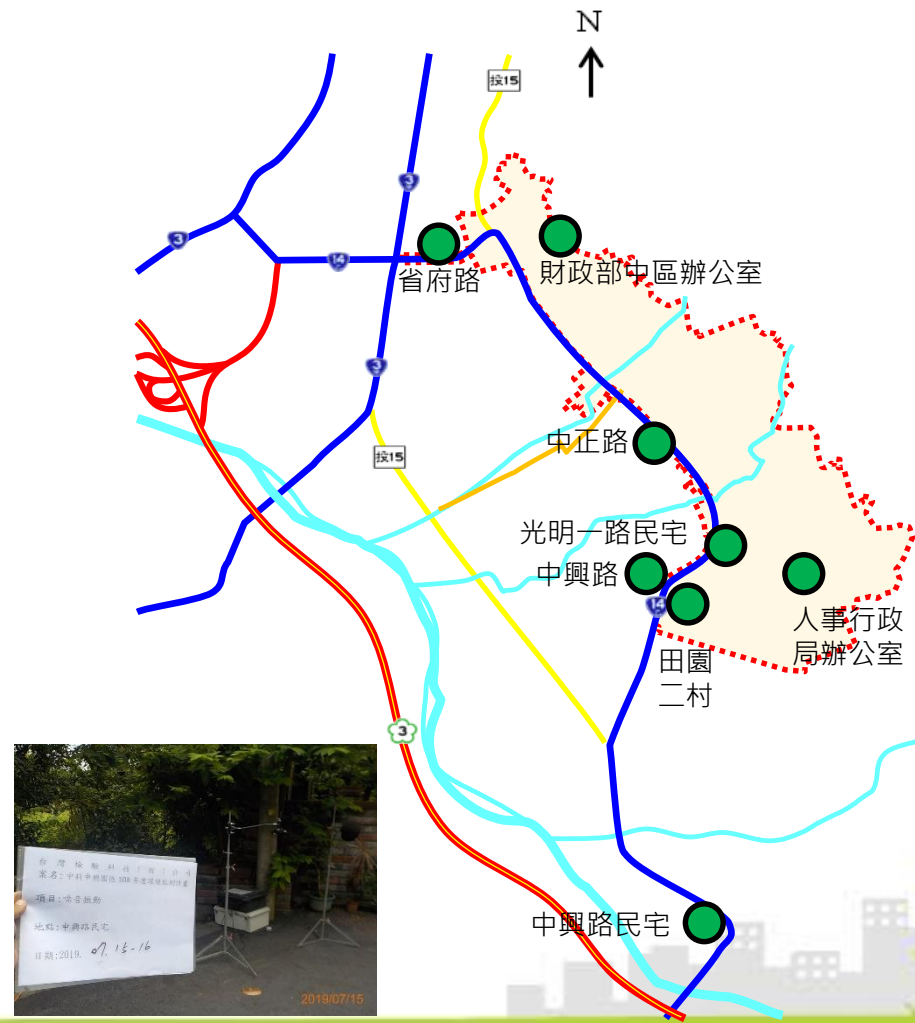 N
投15
3
3
14
省府路
財政部中區辦公室
3
投15
中正路
光明一路民宅
中興路
14
人事行政
局辦公室
田園
二村
3
中興路民宅
項目:噪音振動
地點:中興路民宅
日期:2019. 07. 15-16
2019/07/15